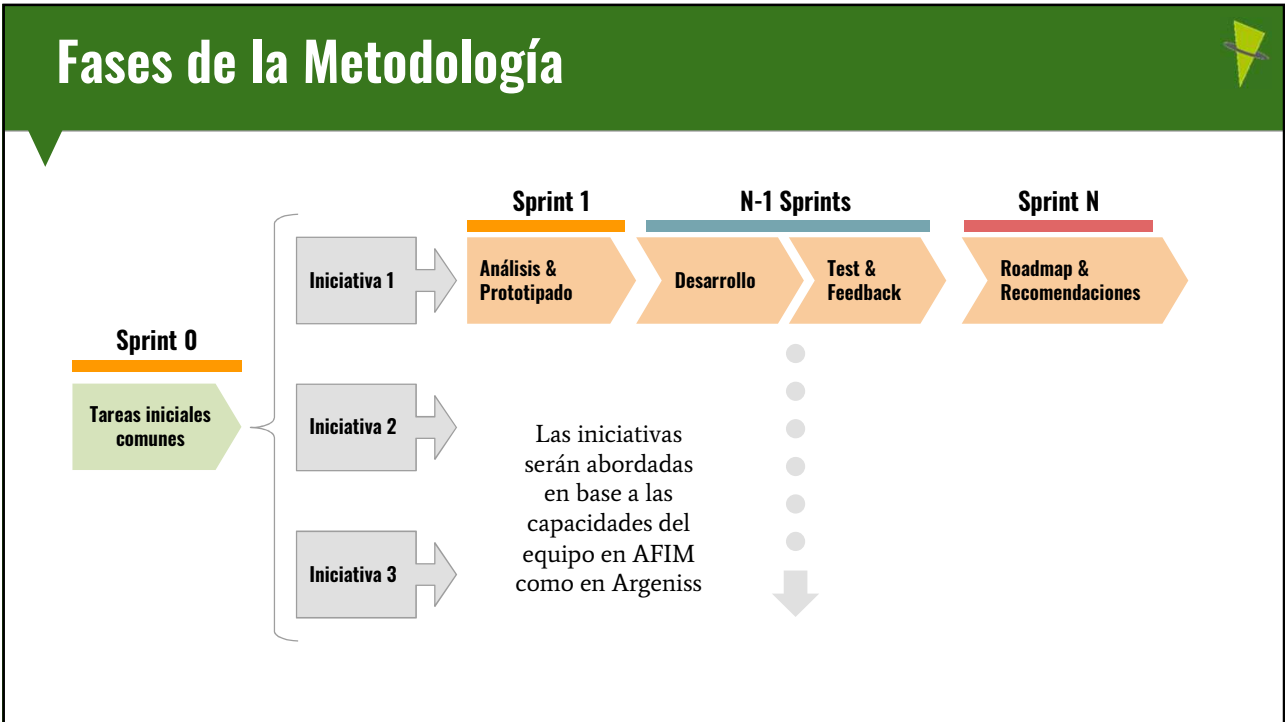 Fases de la Metodología
Sprint 0
Tareas iniciales
comunes
Iniciativa 1
Iniciativa 2
Iniciativa 3
Sprint 1
N-1 Sprints
Sprint N
Análisis &
Prototipado
Desarrollo
Test &
Feedback
Roadmap &
Recomendaciones
Las iniciativas
serán abordadas
en base a las
capacidades del
equipo en AFIM
como en Argeniss